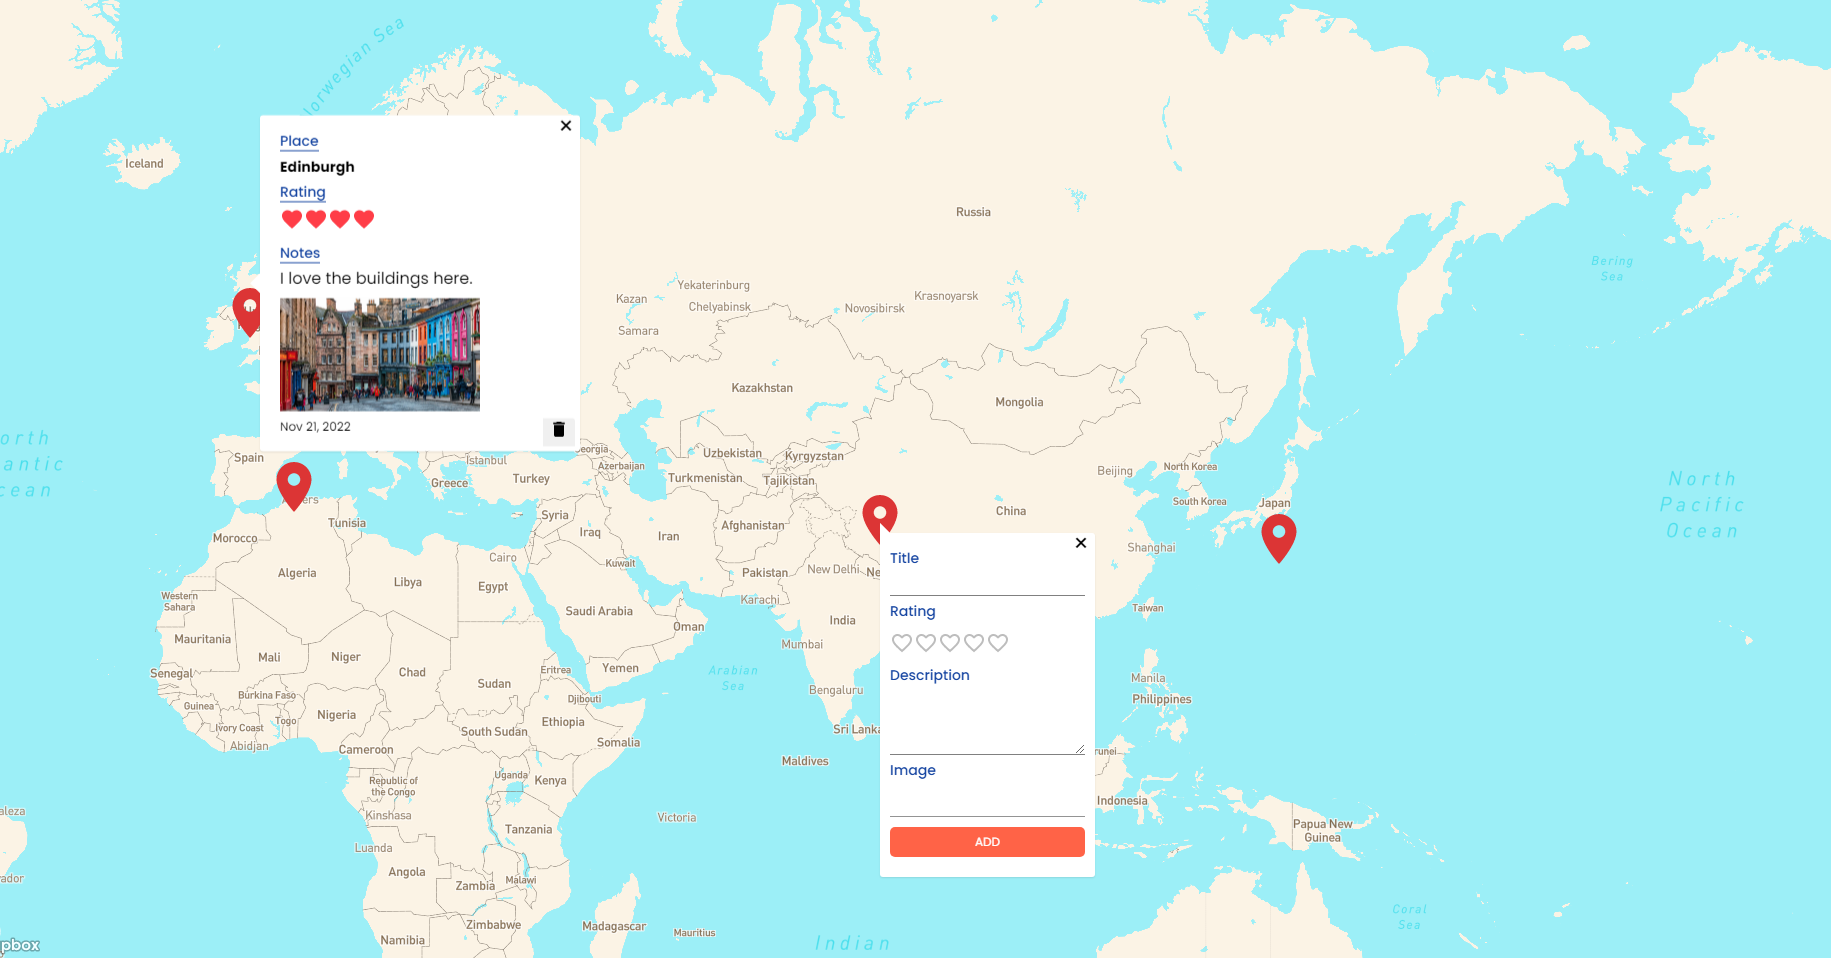 Norwegian Sea
Iceland
Place
Edinburgh
Rating
Notes
I love the buildings here.
Nov 21, 2022
Russia
Bering
Sea
Yekaterinburg
Kazan
Chelyabinsk
Krasnoyarsk
Novosibirsk
Samara
Kazakhstan
Mongolia
orth
antic
cean
Spain
Istanbul
eorgia
Azerbaijan
Uzbekistan
Kyrgyzstan
Greece
Turkey
Turkmenistan
Tajikistan
Beijing
North Korea
South Korea
Japan
North
Pacific
Ocean
Tunisia
Syria
Iraq
Iran
Afghanistan
China
Morocco
Cairo
Kuwait
Shanghai
Algeria
Libya
Egypt
Pakistan
New Delhi
Ne
Karachi
Western
Sahara
Saudi Arabia
Oman
India
Taiwan
Mauritania
Mali
Niger
Chad
Mumbai
Senegal
Sudan
Eritrea
Yemen
Arabian
Sea
Bengaluru
Manila
Philippines
Burkina Faso
Guinea
Togo
Ivory Coast
Nigeria
Djibouti
Ethiopia
South Sudan
Somalia
Sri Lanka
Abidjan
Cameroon
Maldives
Uganda
Kenya
Republic of
the Congo
Kinshasa
Title
Rating
Description
Image
ADD
runei
Indonesia
Papua New
Guinea
aleza
Victoria
Tanzania
Luanda
Angola
ador
Zambia
Malawi
Zimbabwe
Madagascar
Mauritius
Namibia
Indian
Coral
Sea
pbox